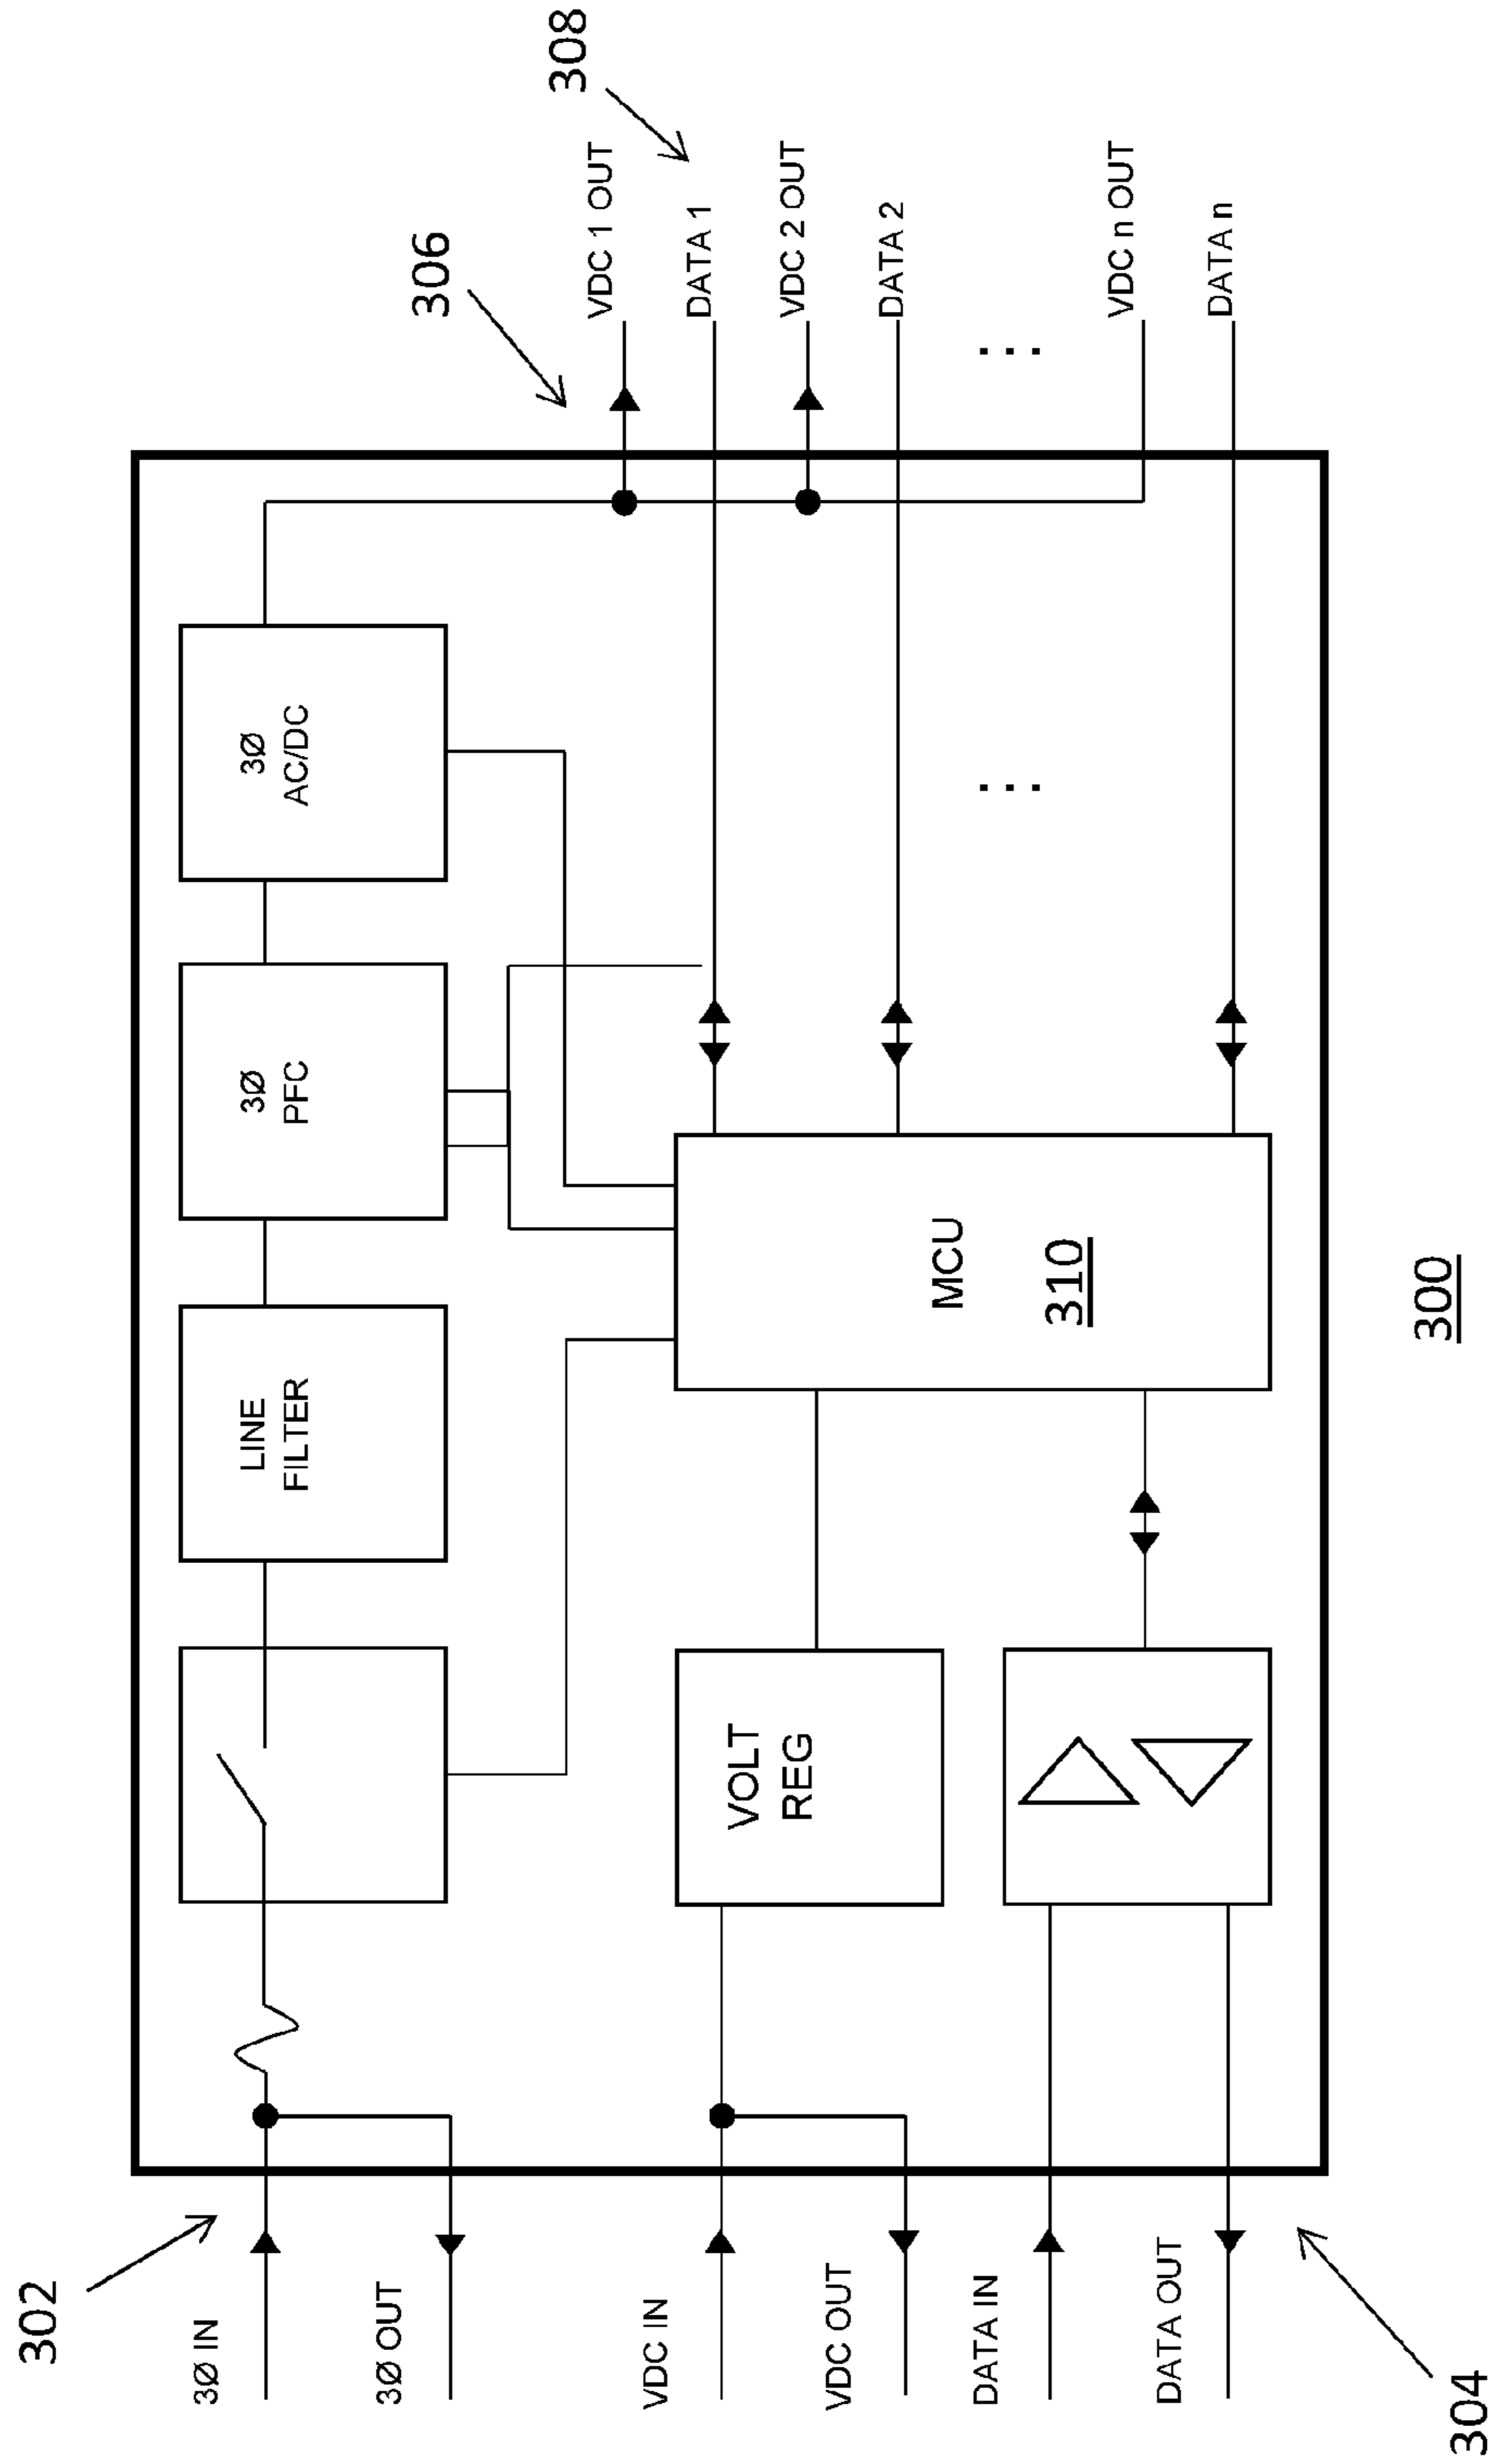 302
3Ø IN
3Ø OUT
VDC IN
VDC OUT
DATA IN
DATA OUT
304
LINE
FILTER
3Ø
PFC
3Ø
AC/DC
VOLT
REG
MCU
310
306
308
VDC 1 OUT
DATA 1
VDC 2 OUT
DATA 2
...
...
VDC n OUT
DATA n
300